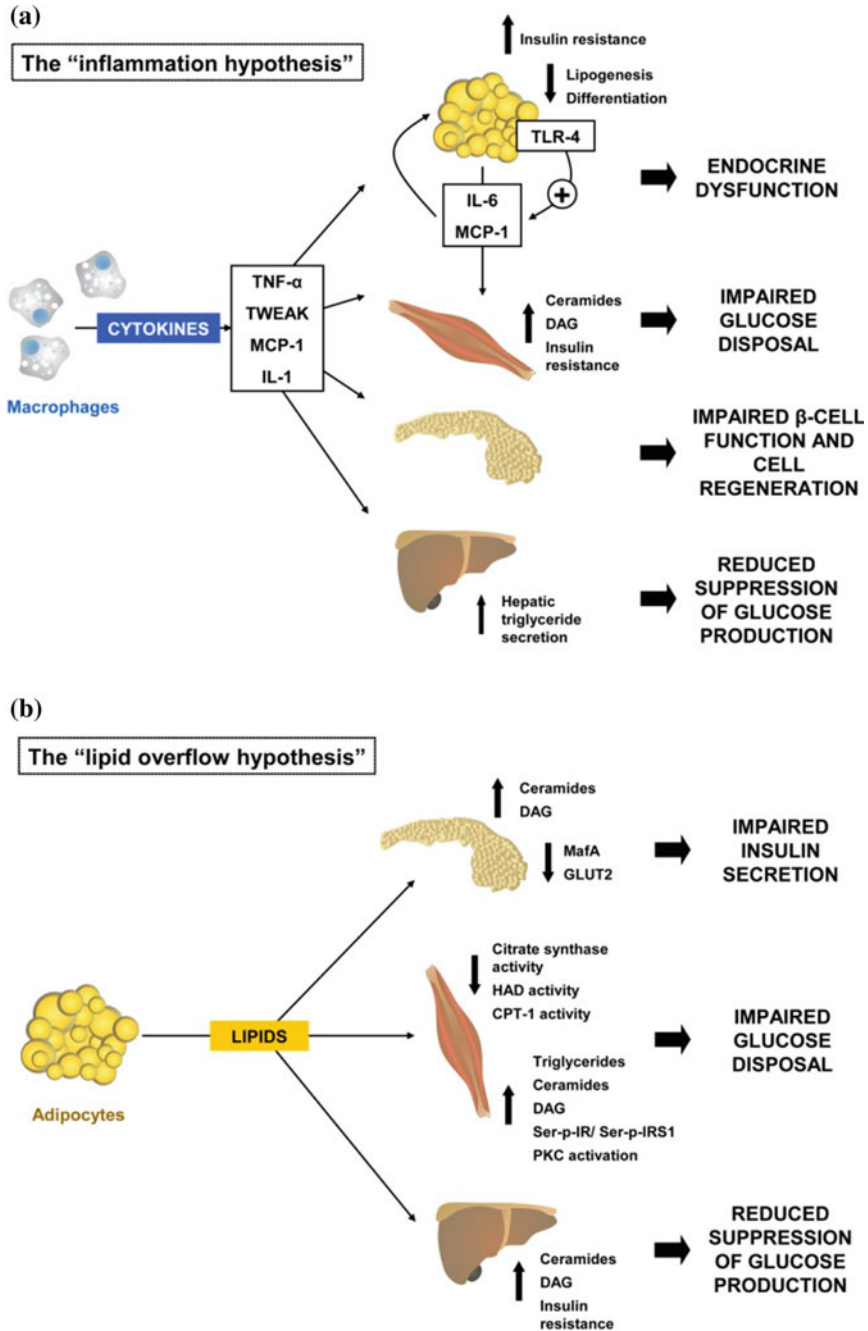 (a)
The “inflammation hypothesis”
Insulin resistance
Lipogenesis
Differentiation
TLR-4
+
IL-6
MCP-1
ENDOCRINE
DYSFUNCTION
Macrophages
CYTOKINES
TNF-α
TWEAK
MCP-1
IL-1
Ceramides
DAG
Insulin
resistance
IMPAIRED
GLUCOSE
DISPOSAL
IMPAIRED β-CELL
FUNCTION AND
CELL
REGENERATION
Hepatic
triglyceride
secretion
REDUCED
SUPPRESSION
OF GLUCOSE
PRODUCTION
(b)
The “lipid overflow hypothesis”
Ceramides
DAG
MafA
GLUT2
IMPAIRED
INSULIN
SECRETION
Adipocytes
LIPIDS
Citrate synthase
activity
HAD activity
CPT-1 activity
Triglycerides
Ceramides
DAG
Ser-p-IR/ Ser-p-IRS1
PKC activation
IMPAIRED
GLUCOSE
DISPOSAL
Ceramides
DAG
Insulin
resistance
REDUCED
SUPPRESSION
OF GLUCOSE
PRODUCTION